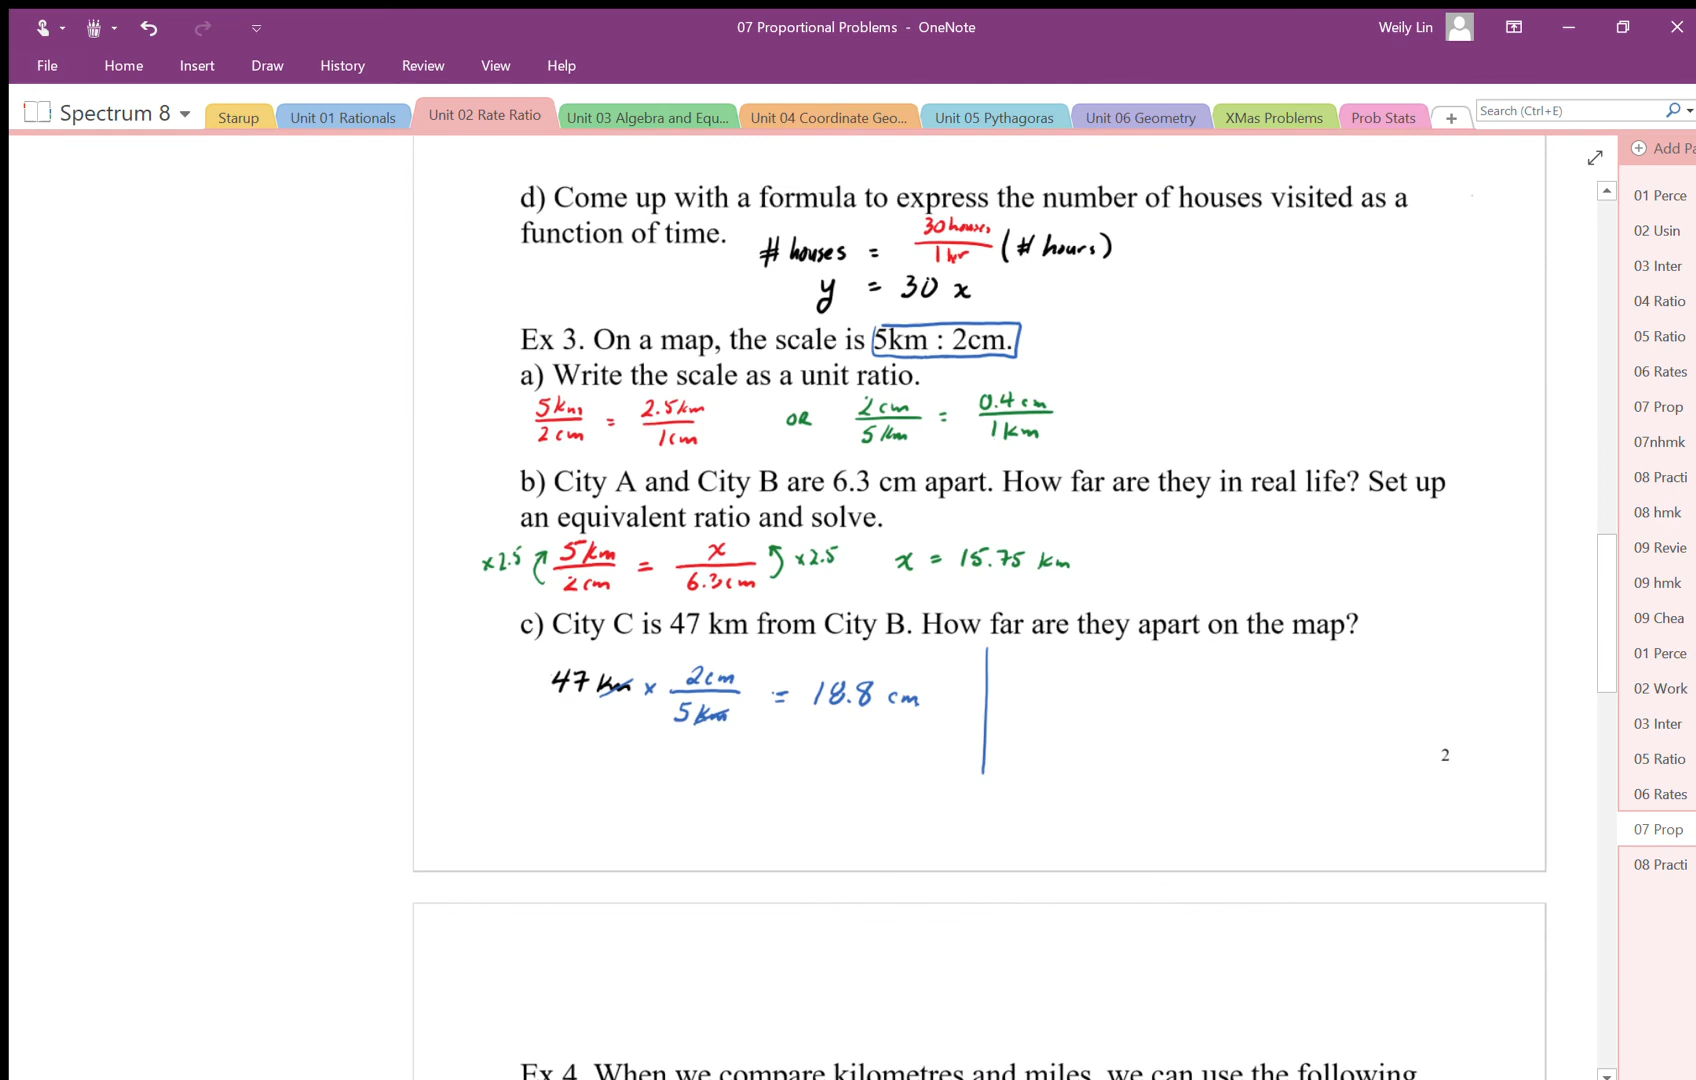 07 Proportional Problems - OneNote
Weily Lin
File Home Insert Draw History Review View Help
Spectrum 8
Starup
Unit 01 Rationals
Unit 02 Rate Ratio
Unit 03 Algebra and Equ...
Unit 04 Coordinate Geo...
Unit 05 Pythagoras
Unit 06 Geometry
XMas Problems
Prob Stats
Search (Ctrl+E)
Add Pa
d) Come up with a formula to express the number of houses visited as a
function of time.
# houses = 30 houses / 1 hr (# hours)
y = 30 x
Ex 3. On a map, the scale is 5km : 2cm.
a) Write the scale as a unit ratio.
5km / 2cm = 2.5km / 1cm OR 2cm / 5km = 0.4cm / 1km
b) City A and City B are 6.3 cm apart. How far are they in real life? Set up
an equivalent ratio and solve.
×2.5 5km / 2cm = x / 6.3cm ×2.5 x = 15.75 km
c) City C is 47 km from City B. How far are they apart on the map?
47 km × 2cm / 5km = 18.8 cm
2
Ex 4. When we compare kilometres and miles, we can use the following
01 Perce
02 Usin
03 Inter
04 Ratio
05 Ratio
06 Rates
07 Prop
07nhmk
08 Practi
08 hmk
09 Revie
09 hmk
09 Chea
01 Perce
02 Work
03 Inter
05 Ratio
06 Rates
07 Prop
08 Practi